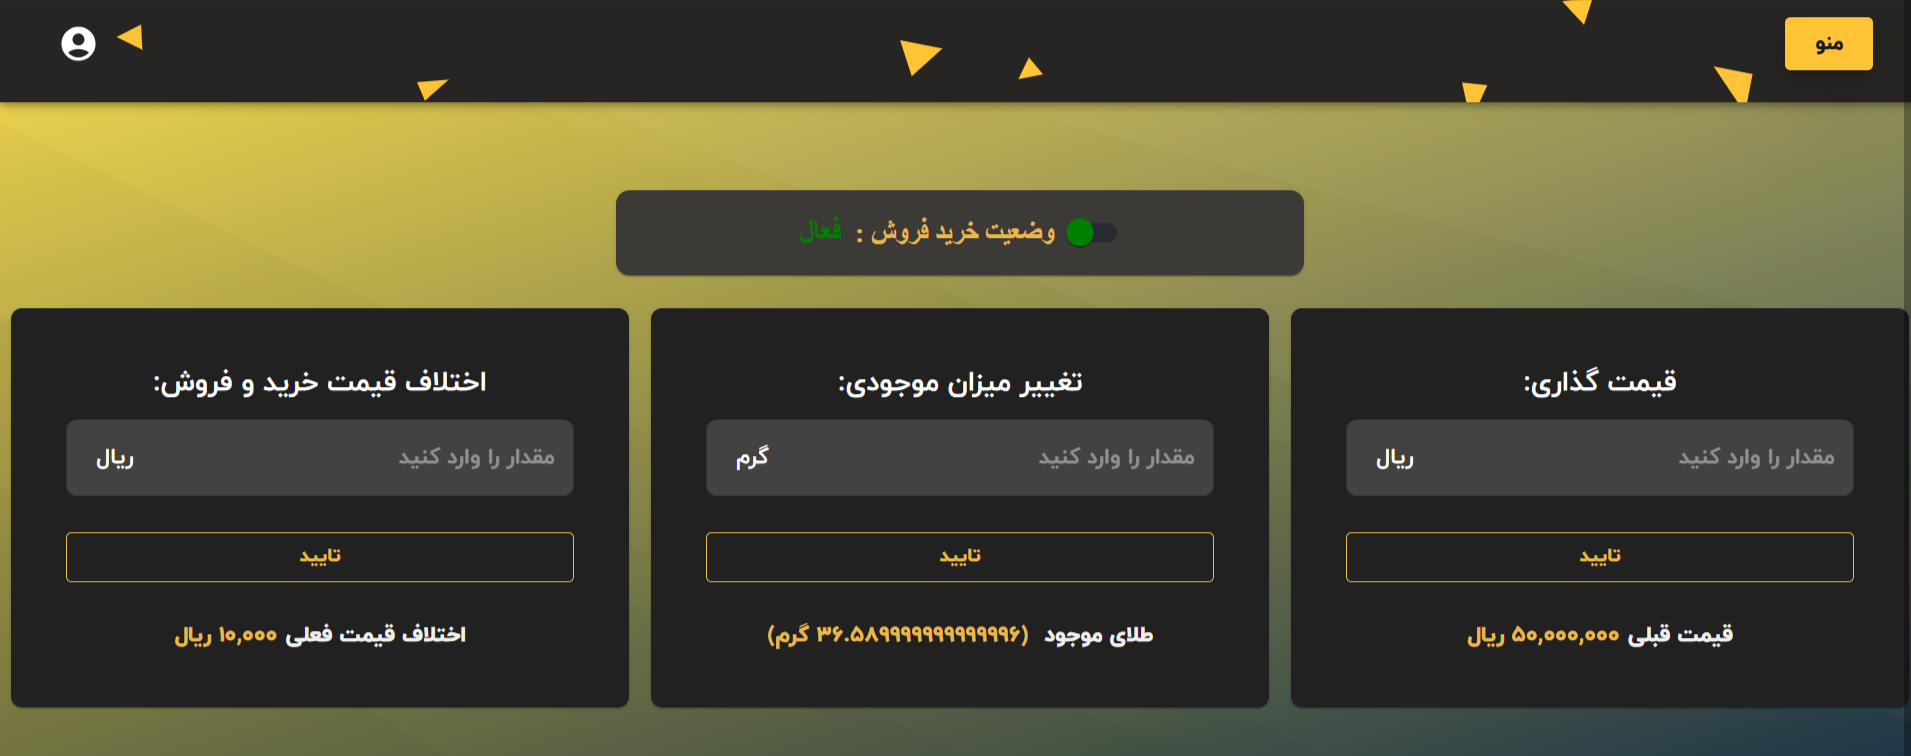 منو
وضعیت خرید فروش : فعال
قیمت گذاری:
مقدار را وارد کنید
ریال
تایید
قیمت قبلی ۵۰,۰۰۰,۰۰۰ ریال
تغییر میزان موجودی:
مقدار را وارد کنید
گرم
تایید
طلای موجود (۳۶.۵۸۹۹۹۹۹۹۹۹۹۹۹۹۶ گرم)
اختلاف قیمت خرید و فروش:
مقدار را وارد کنید
ریال
تایید
اختلاف قیمت فعلی ۱۰,۰۰۰ ریال